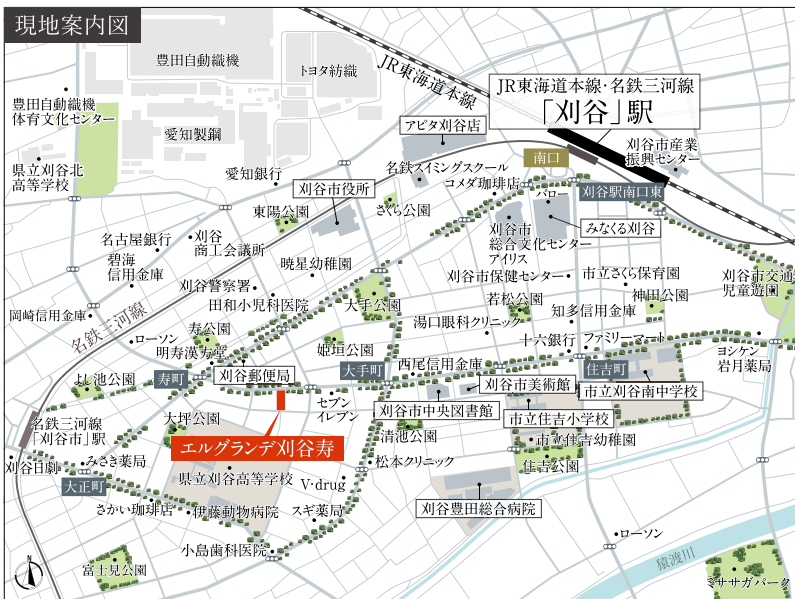 現地案内図
豊田自動織機
トヨタ紡織
JR東海道本線
JR東海道本線・名鉄三河線
「刈谷」駅
豊田自動織機
体育文化センター
愛知製鋼
アピタ刈谷店
南口
刈谷市産業
振興センター
県立刈谷北
高等学校
愛知銀行
名鉄スイミングスクール
コメダ珈琲店
刈谷駅南口東
刈谷市役所
バロー
東陽公園
さくら公園
みなくる刈谷
名古屋銀行
刈谷
商工会議所
刈谷市
総合文化センター
アイリス
碧海
信用金庫
暁星幼稚園
刈谷市保健センター
市立さくら保育園
刈谷市交通
児童遊園
刈谷警察署
田和小児科医院
大手公園
若松公園
神田公園
岡崎信用金庫
名鉄三河線
湯口眼科クリニック
知多信用金庫
ローソン
寿公園
明寿漢方堂
姫垣公園
十六銀行
ファミリーマート
ヨシケン
岩月薬局
よし池公園
寿町
刈谷郵便局
大手町
西尾信用金庫
住吉町
刈谷市美術館
市立刈谷南中学校
セブン
イレブン
刈谷市中央図書館
市立住吉小学校
名鉄三河線
「刈谷市」駅
大坪公園
エルグランデ刈谷寿
清池公園
市立住吉幼稚園
刈谷日劇
みさき薬局
松本クリニック
住吉公園
大正町
県立刈谷高等学校
V・drug
さかい珈琲店
伊藤動物病院
スギ薬局
刈谷豊田総合病院
小島歯科医院
ローソン
猿渡川
富士見公園
ミササガパーク
N